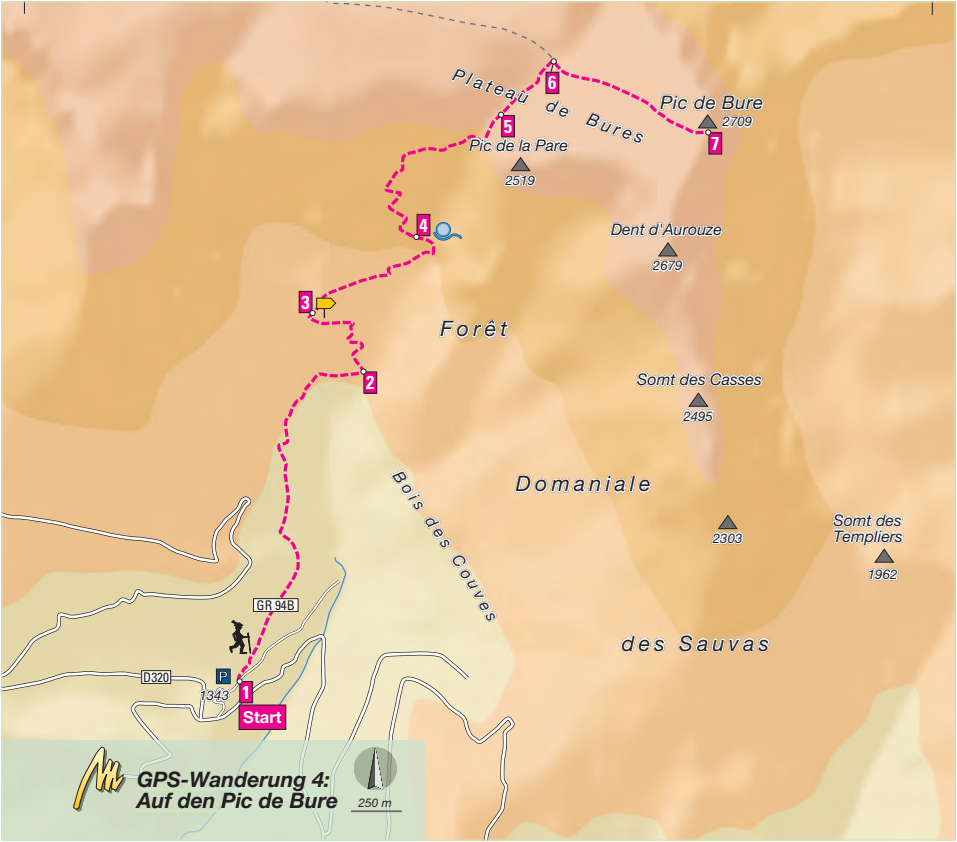 6
Plateau de Bures
Pic de Bure
2709
5
7
Pic de la Pare
2519
4
Dent d'Aurouze
2679
3
Forêt
2
Somt des Casses
2495
Bois des Couves
Domaniale
2303
Somt des
Templiers
1962
GR 94B
des Sauvas
D320
P
1343
1
Start
GPS-Wanderung 4:
Auf den Pic de Bure
250 m